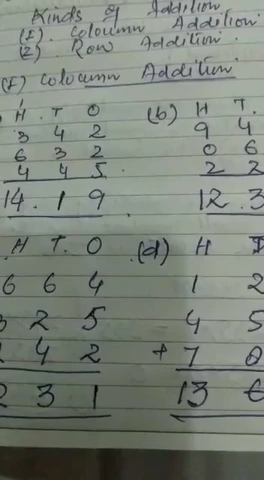 Kinds of Addition
(I). Coloumn Addition
(2) Row Addition.
(I) Coloumn Addition
H T O (b) H T.
3 4 2 9 4
6 3 2 0 6
4 4 5 2 2
14.1 9 12.3
H T. O (d) H
6 6 4 1 2
2 5 4 5
4 2 + 7 0
2 3 1 13